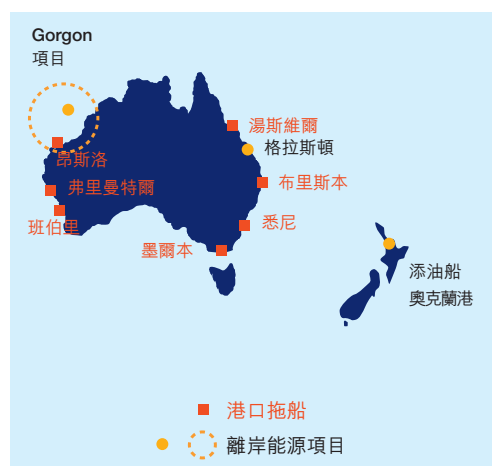 Gorgon
項目
湯斯維爾
格拉斯頓
昂斯洛
弗里曼特爾
布里斯本
班伯里
悉尼
墨爾本
添油船
奧克蘭港
港口拖船
離岸能源項目